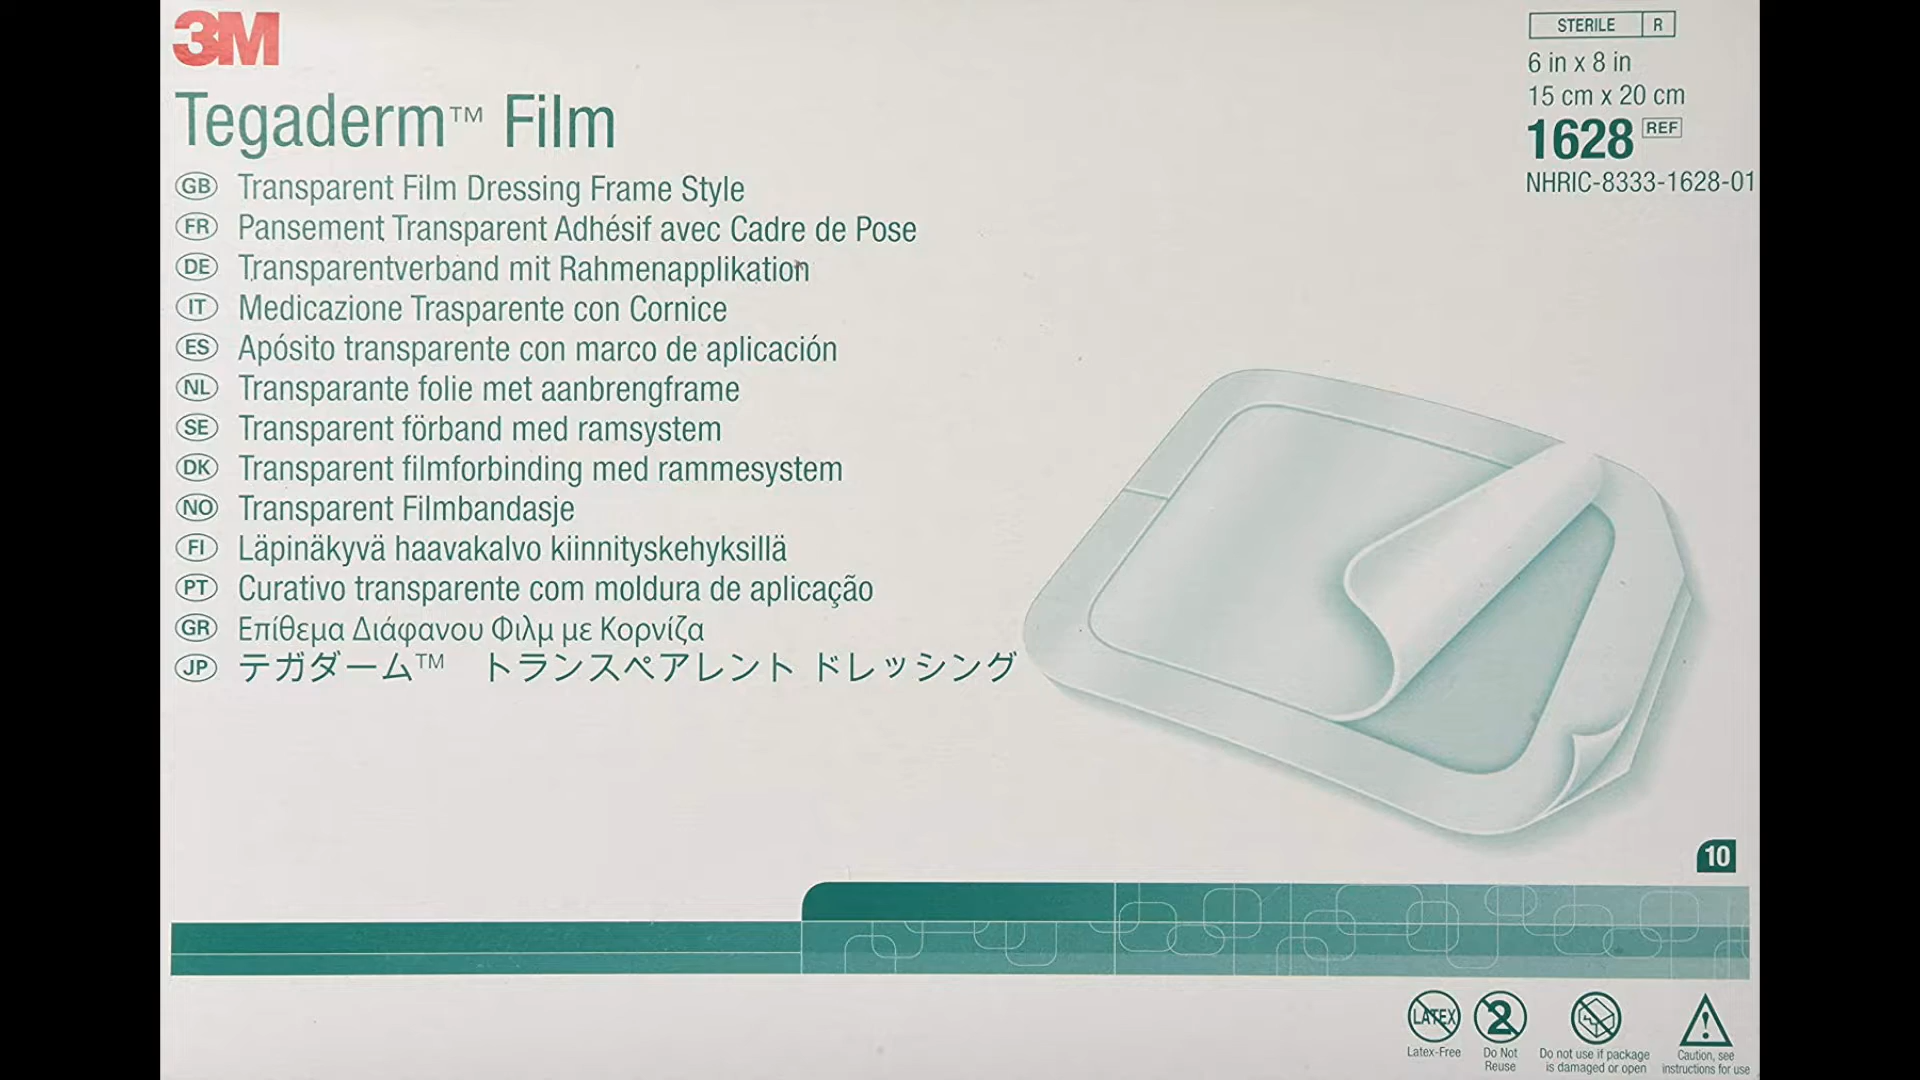 3M
Tegaderm™ Film
GB Transparent Film Dressing Frame Style
FR Pansement Transparent Adhésif avec Cadre de Pose
DE Transparentverband mit Rahmenapplikation
IT Medicazione Trasparente con Cornice
ES Apósito transparente con marco de aplicación
NL Transparante folie met aanbrengframe
SE Transparent förband med ramsystem
DK Transparent filmforbinding med rammesystem
NO Transparent Filmbandasje
FI Läpinäkyvä haavakalvo kiinnityskehyksillä
PT Curativo transparente com moldura de aplicação
GR Επίθεμα Διάφανου Φιλμ με Κορνίζα
JP テガダーム™ トランスペアレント ドレッシング
STERILE R
6 in x 8 in
15 cm x 20 cm
1628 REF
NHRIC-8333-1628-01
10
LATEX
Latex-Free
2
Do Not
Reuse
Do not use if package
is damaged or open
!
Caution, see
instructions for use